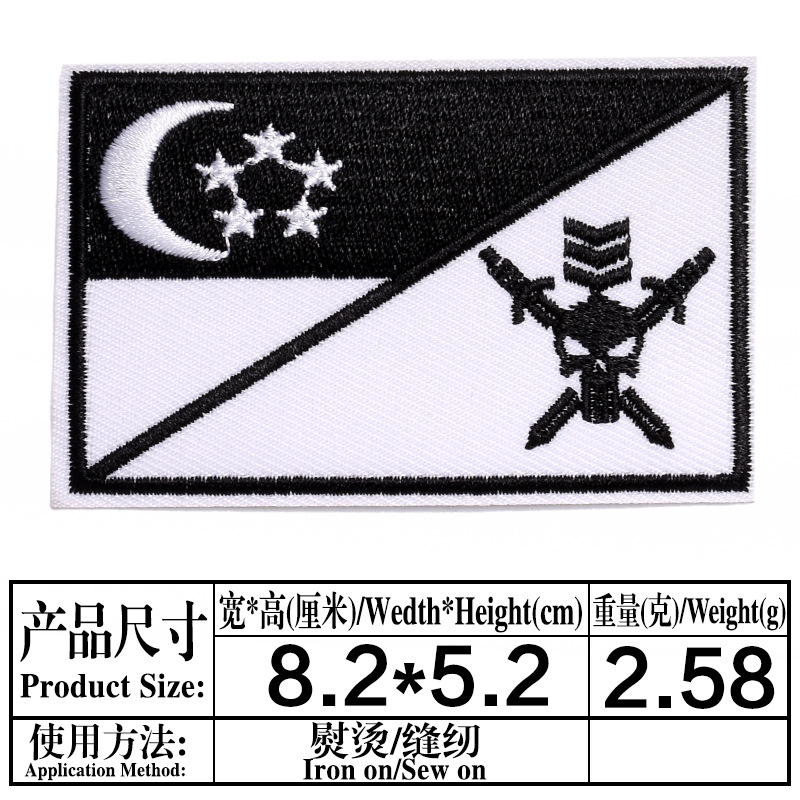 产品尺寸
Product Size:
宽*高(厘米)/Wedth*Height(cm)
重量(克)/Weight(g)
8.2*5.2
2.58
使用方法:
Application Method:
熨烫/缝纫
Iron on/Sew on